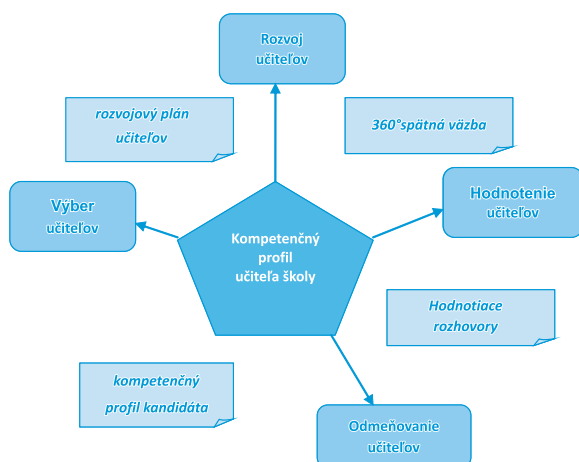 Rozvoj
učiteľov
rozvojový plán
učiteľov
360°spätná väzba
Výber
učiteľov
Hodnotenie
učiteľov
Kompetenčný
profil
učiteľa školy
Hodnotiace
rozhovory
kompetenčný
profil kandidáta
Odmeňovanie
učiteľov